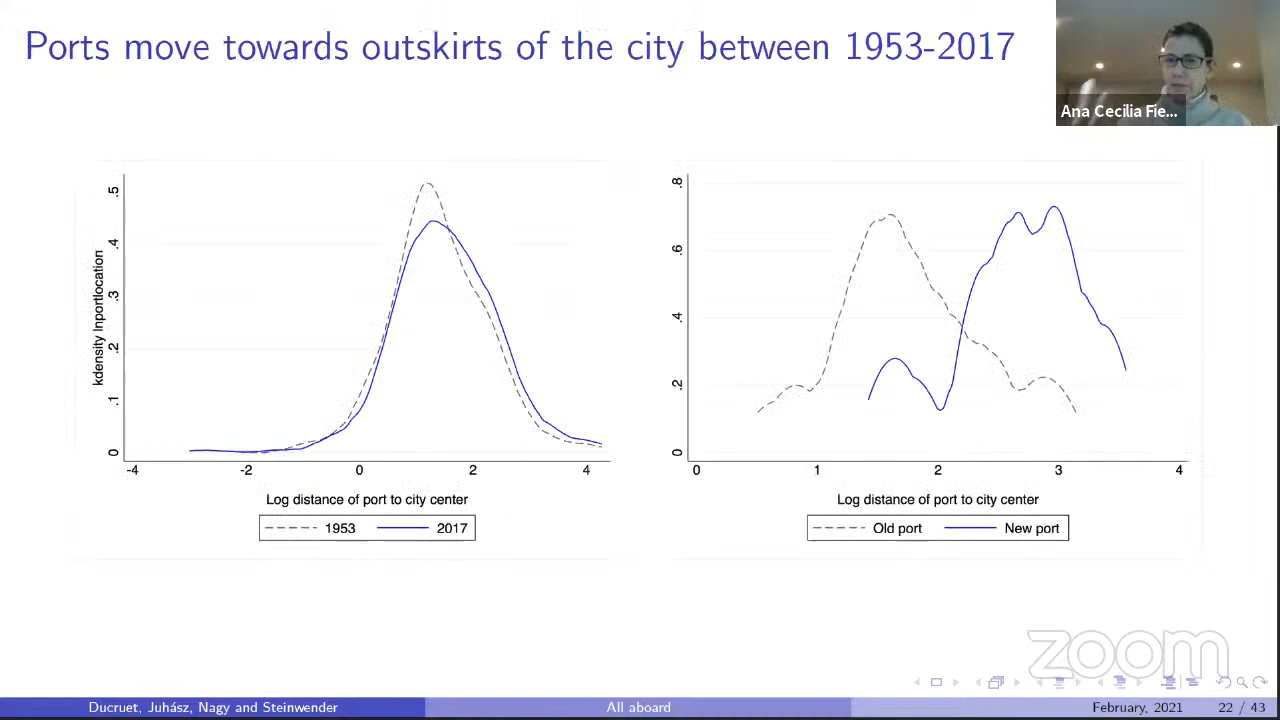 Ports move towards outskirts of the city between 1953-2017
Ana Cecilia Fie...
kdensity lnportlocation
.5
.4
.3
.2
.1
0
-4 -2 0 2 4
Log distance of port to city center
1953 2017
.8
.6
.4
.2
0
0 1 2 3 4
Log distance of port to city center
Old port New port
zoom
Ducruet, Juhász, Nagy and Steinwender All aboard February, 2021 22 / 43